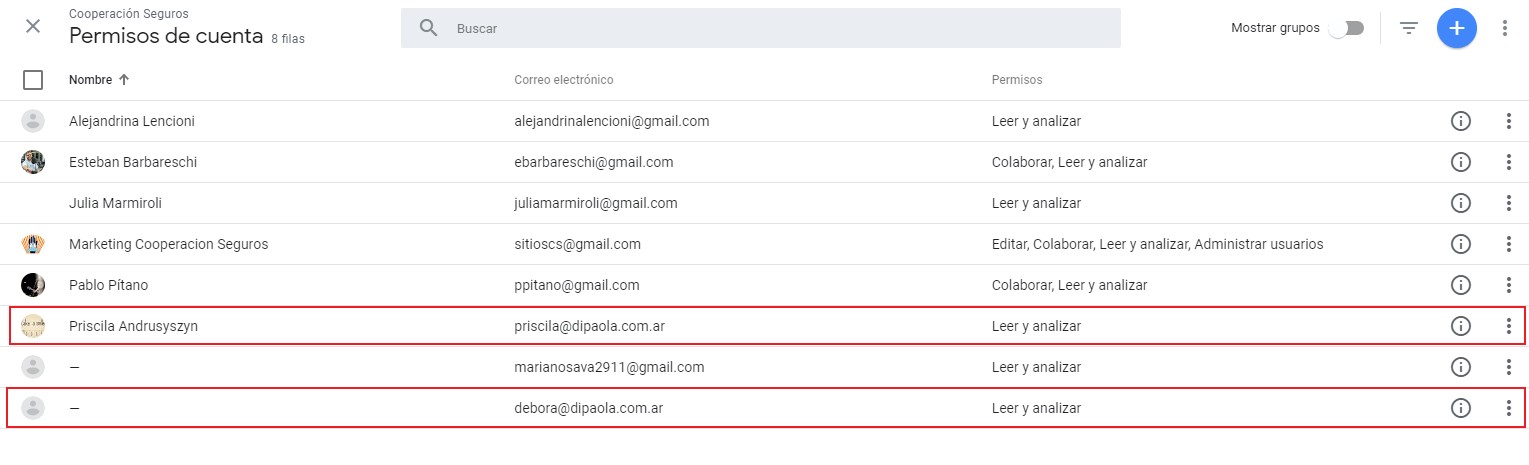 Cooperación Seguros
Permisos de cuenta 8 filas
Buscar
Mostrar grupos
Nombre Correo electrónico Permisos
Alejandrina Lencioni alejandrinalencioni@gmail.com Leer y analizar
Esteban Barbareschi ebarbareschi@gmail.com Colaborar, Leer y analizar
Julia Marmiroli juliamarmiroli@gmail.com Leer y analizar
Marketing Cooperacion Seguros sitioscs@gmail.com Editar, Colaborar, Leer y analizar, Administrar usuarios
Pablo Pítano ppitano@gmail.com Colaborar, Leer y analizar
Priscila Andrusyszyn priscila@dipaola.com.ar Leer y analizar
— marianosava2911@gmail.com Leer y analizar
— debora@dipaola.com.ar Leer y analizar